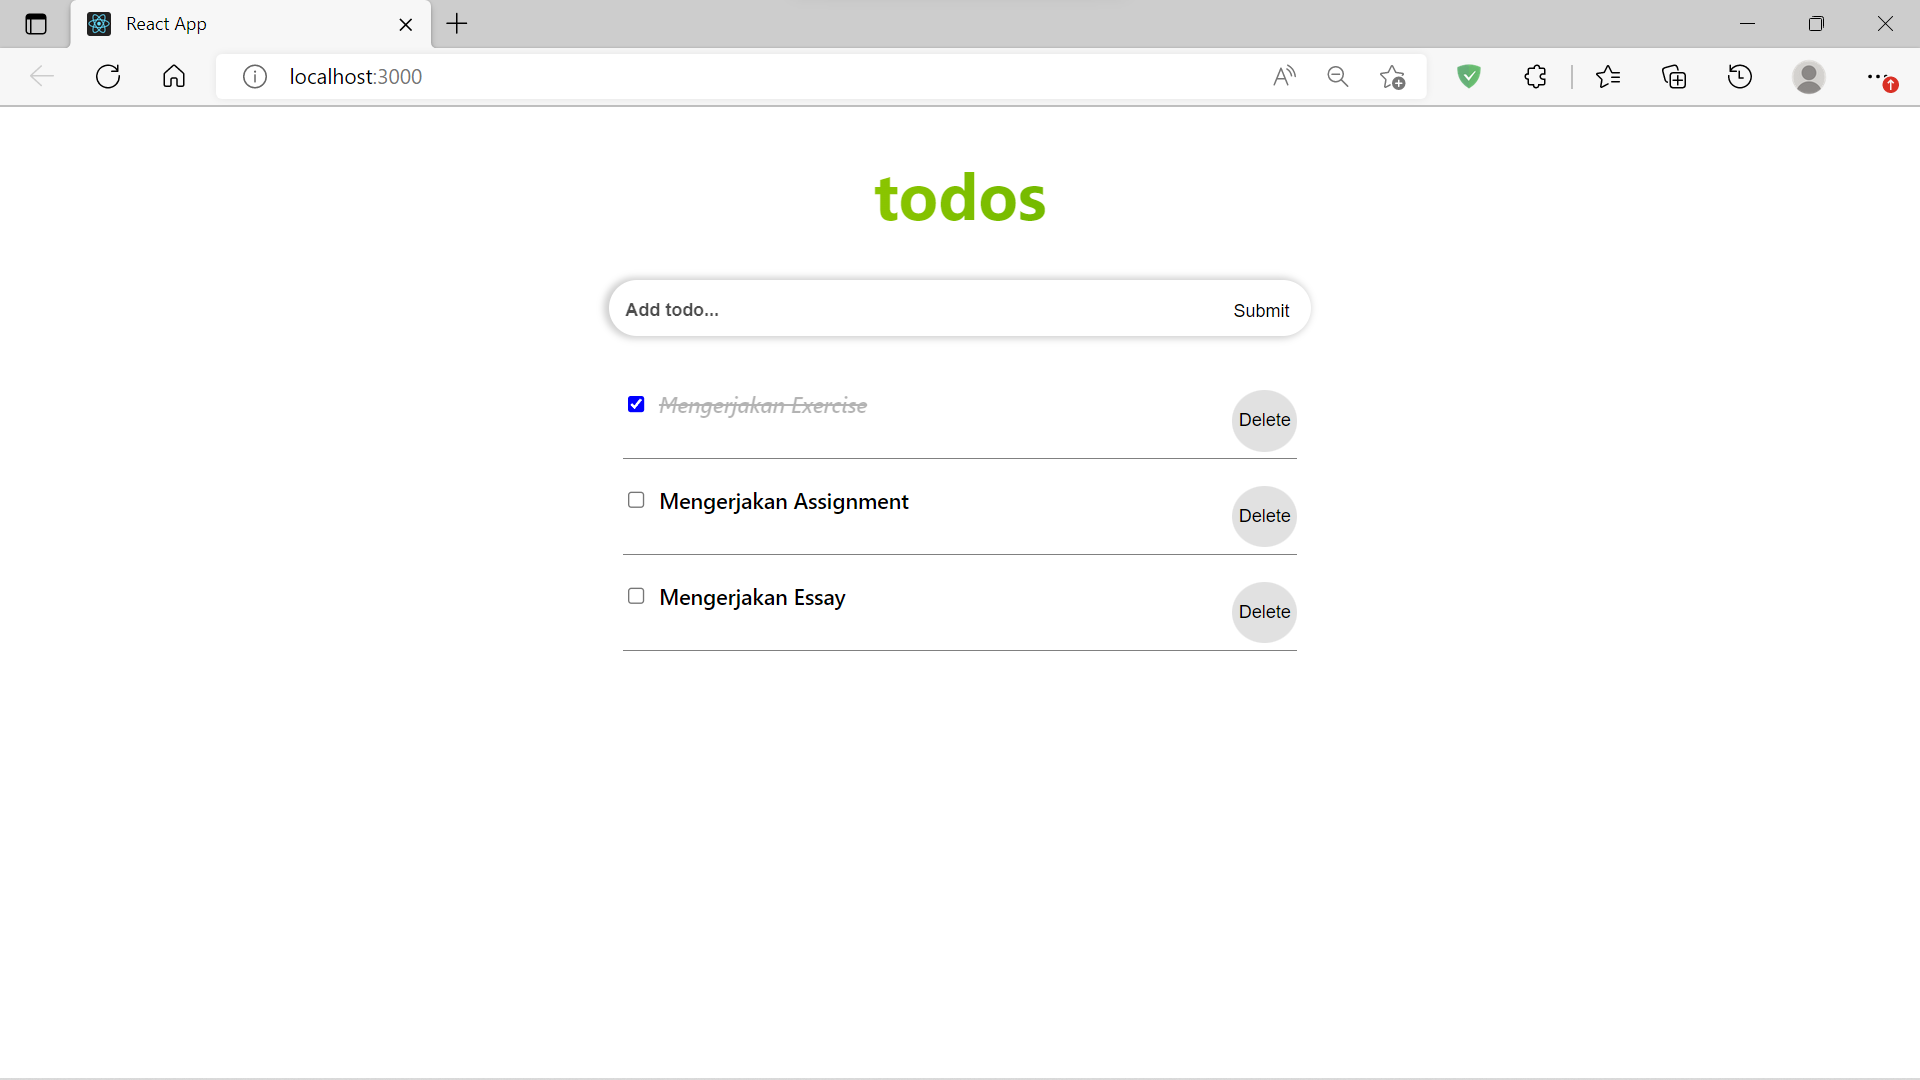 React App
localhost:3000
todos
Add todo...
Submit
Mengerjakan Exercise
Delete
Mengerjakan Assignment
Delete
Mengerjakan Essay
Delete